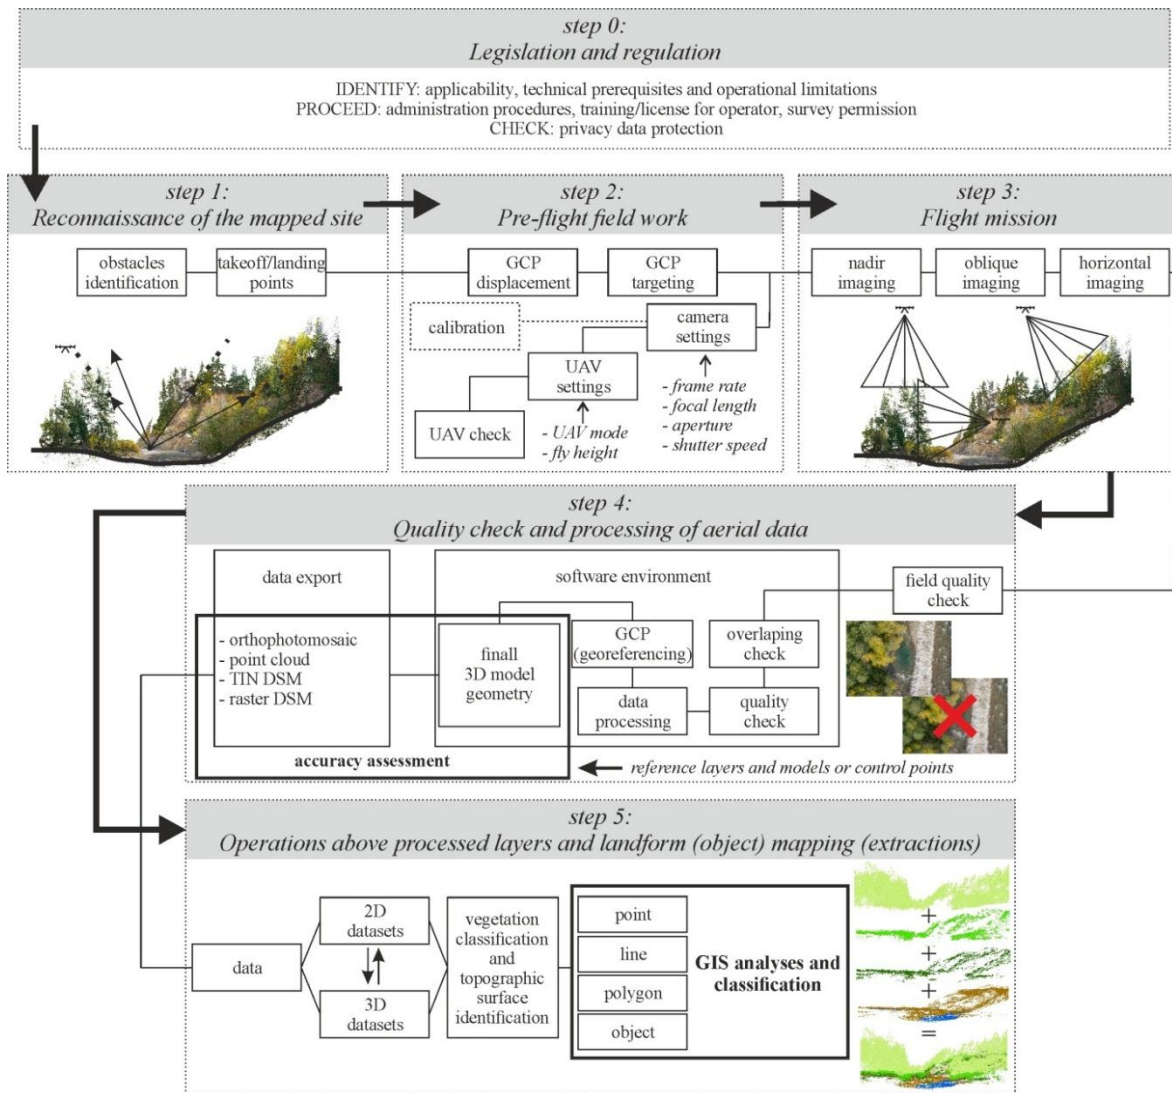 step 0:
Legislation and regulation
IDENTIFY: applicability, technical prerequisites and operational limitations
PROCEED: administration procedures, training/license for operator, survey permission
CHECK: privacy data protection
step 1:
Reconnaissance of the mapped site
obstacles
identification
takeoff/landing
points
step 2:
Pre-flight field work
GCP
displacement
GCP
targeting
calibration
camera
settings
UAV
settings
UAV check
- UAV mode
- fly height
- frame rate
- focal length
- aperture
- shutter speed
step 3:
Flight mission
nadir
imaging
oblique
imaging
horizontal
imaging
step 4:
Quality check and processing of aerial data
data export
- orthophotomosaic
- point cloud
- TIN DSM
- raster DSM
software environment
finall
3D model
geometry
GCP
(georeferencing)
data
processing
overlaping
check
quality
check
field quality
check
accuracy assessment
reference layers and models or control points
step 5:
Operations above processed layers and landform (object) mapping (extractions)
data
2D
datasets
3D
datasets
vegetation
classification
and
topographic
surface
identification
point
line
polygon
object
GIS analyses and
classification
+
+
+
=